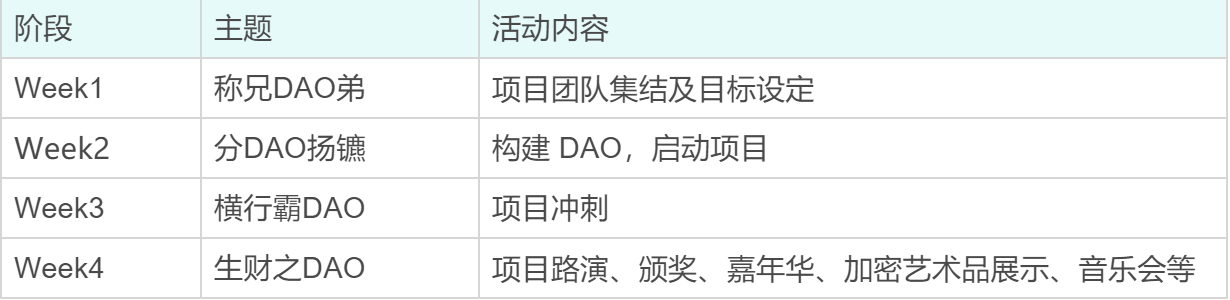 阶段 主题 活动内容
Week1 称兄DAO弟 项目团队集结及目标设定
Week2 分DAO扬镳 构建 DAO，启动项目
Week3 横行霸DAO 项目冲刺
Week4 生财之DAO 项目路演、颁奖、嘉年华、加密艺术品展示、音乐会等